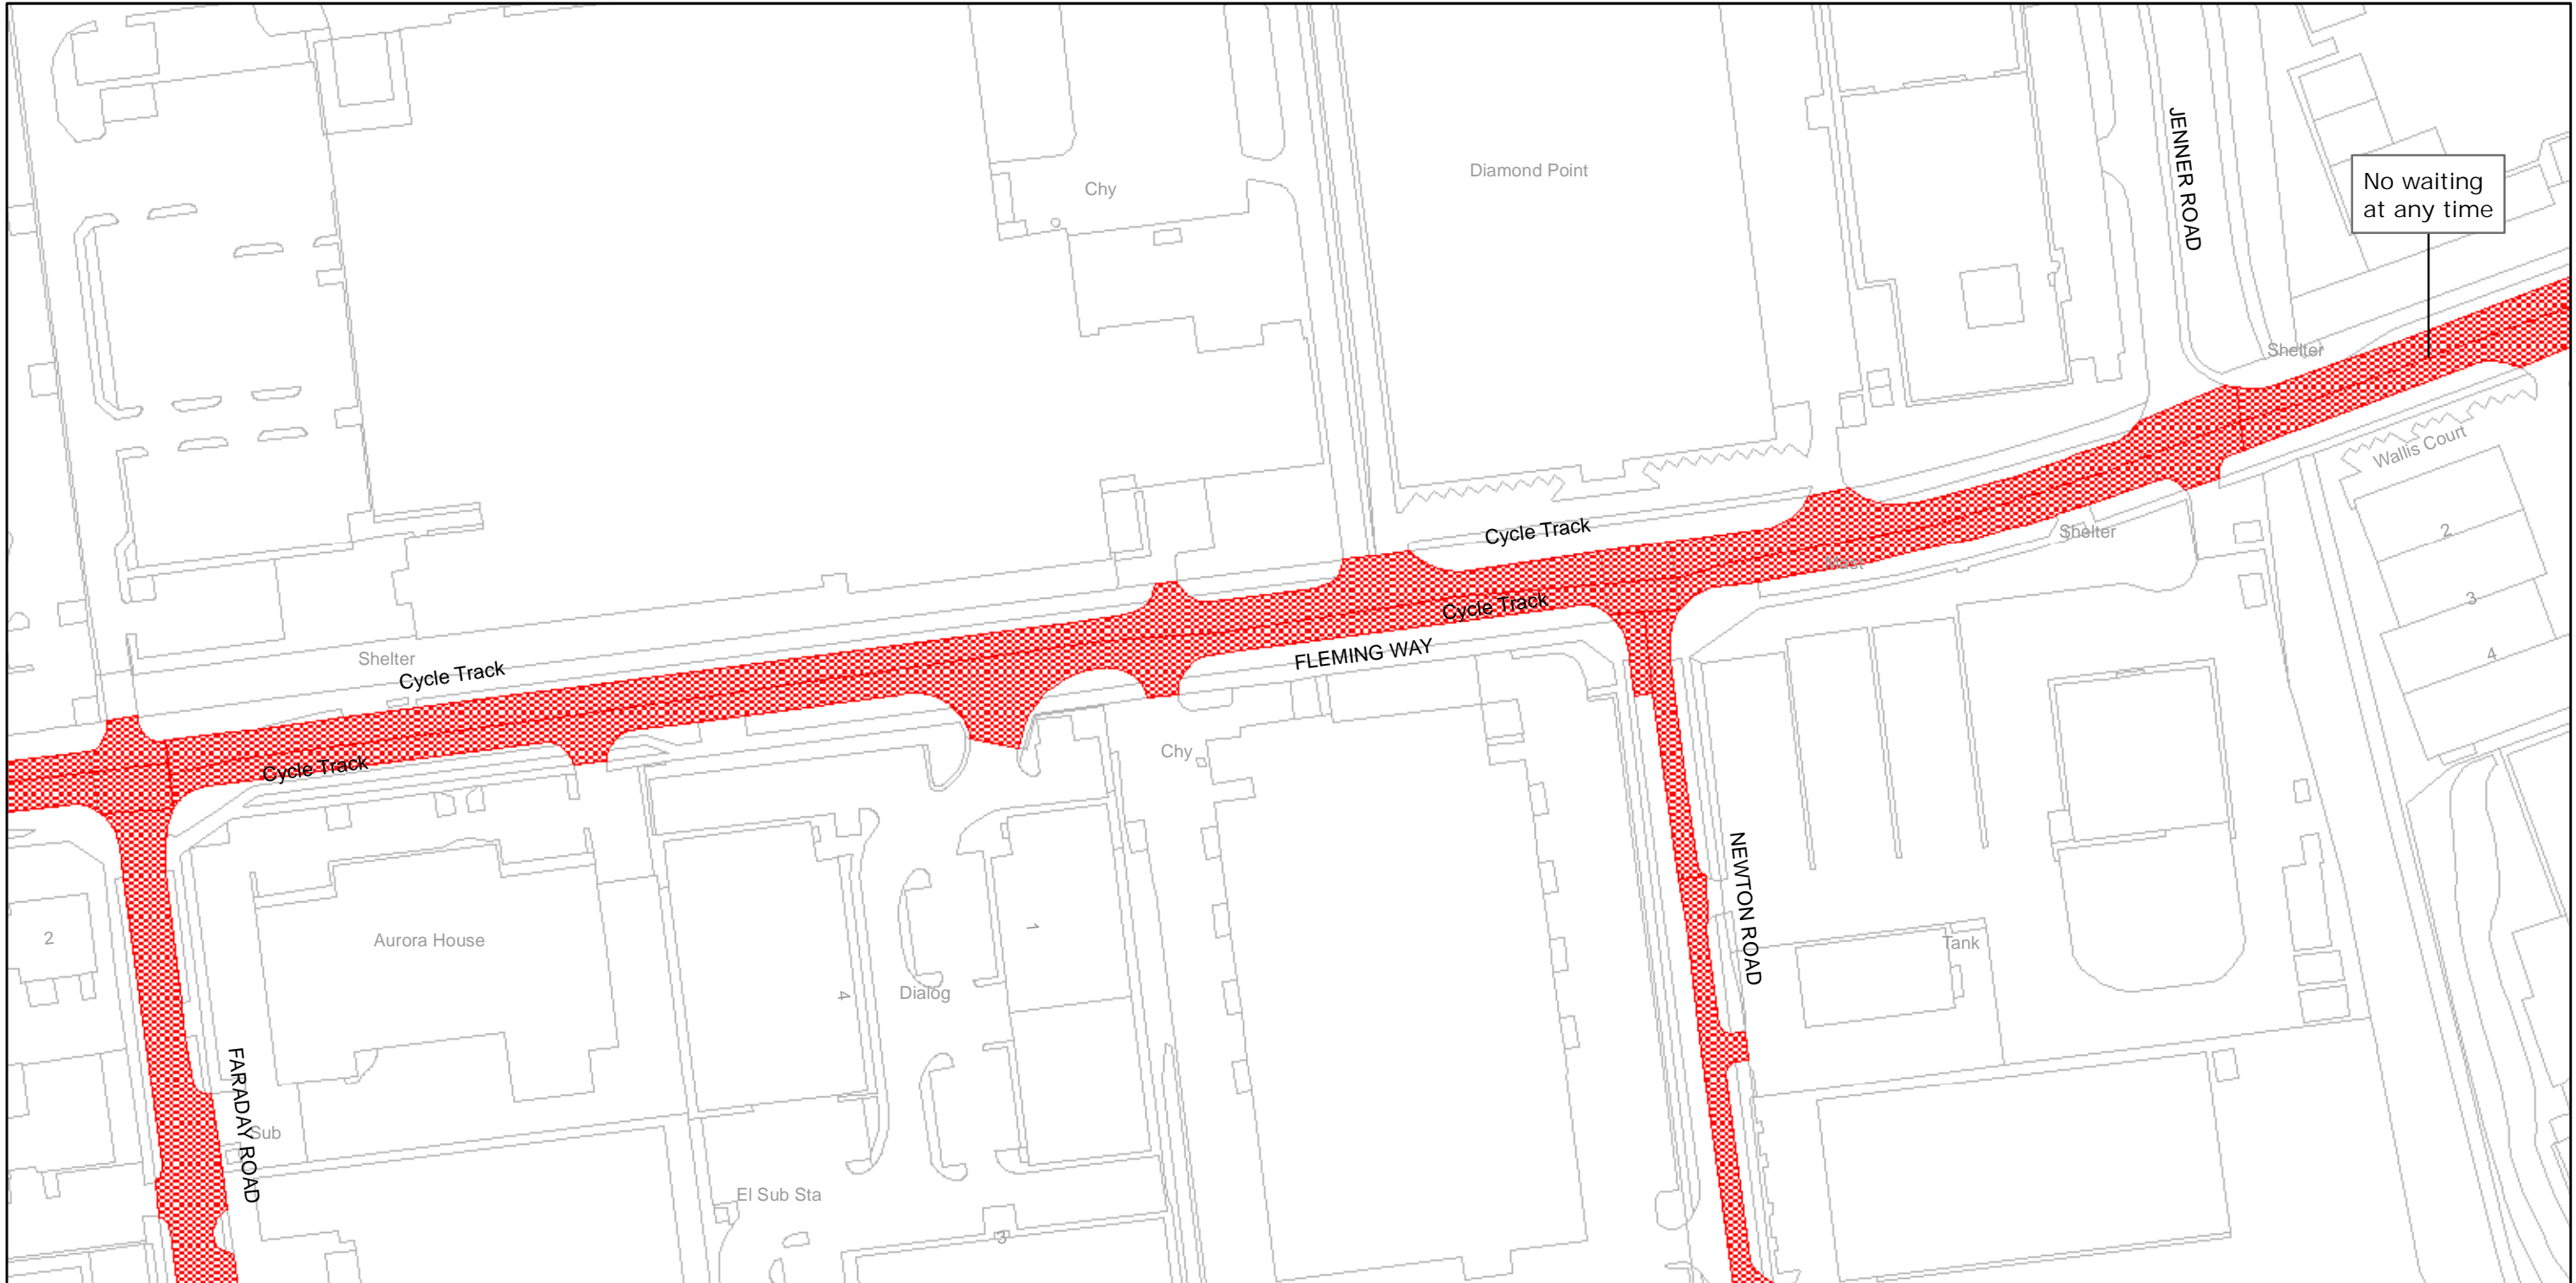 JENNER ROAD
Diamond Point
Chy
No waiting
at any time
Shelter
Wallis Court
Cycle Track
2
Shelter
Mast
3
Cycle Track
FLEMING WAY
4
Shelter
Cycle Track
Chy
Cycle Track
NEWTON ROAD
2
Aurora House
1
Tank
4
Dialog
FARADAY ROAD
Sub
El Sub Sta
3